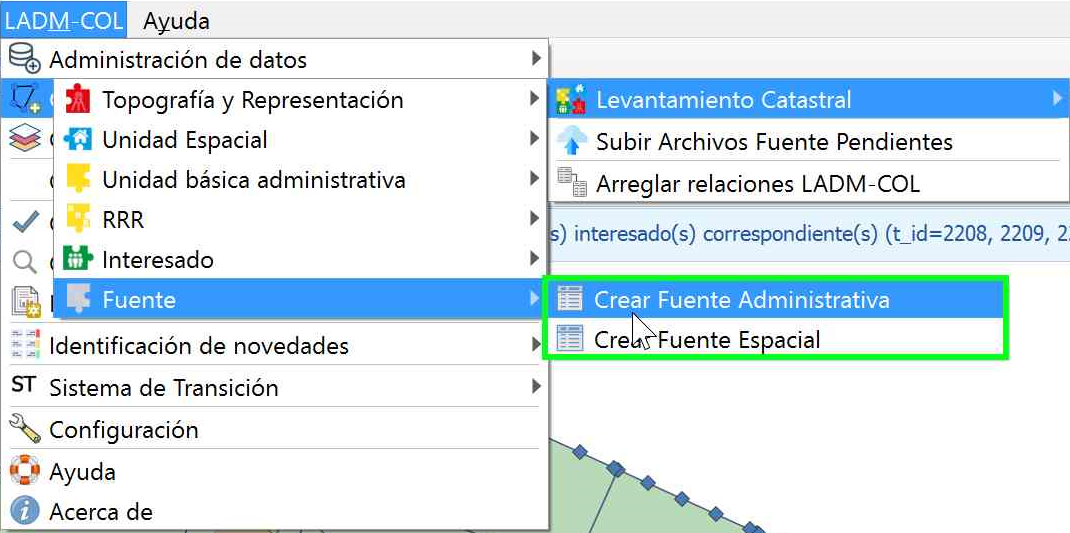 LADM-COL Ayuda
Administración de datos
Topografía y Representación
Levantamiento Catastral
Unidad Espacial
Subir Archivos Fuente Pendientes
Unidad básica administrativa
Arreglar relaciones LADM-COL
RRR
s) interesado(s) correspondiente(s) (t_id=2208, 2209, 2
Interesado
Fuente
Crear Fuente Administrativa
Crear Fuente Espacial
Identificación de novedades
ST Sistema de Transición
Configuración
Ayuda
Acerca de